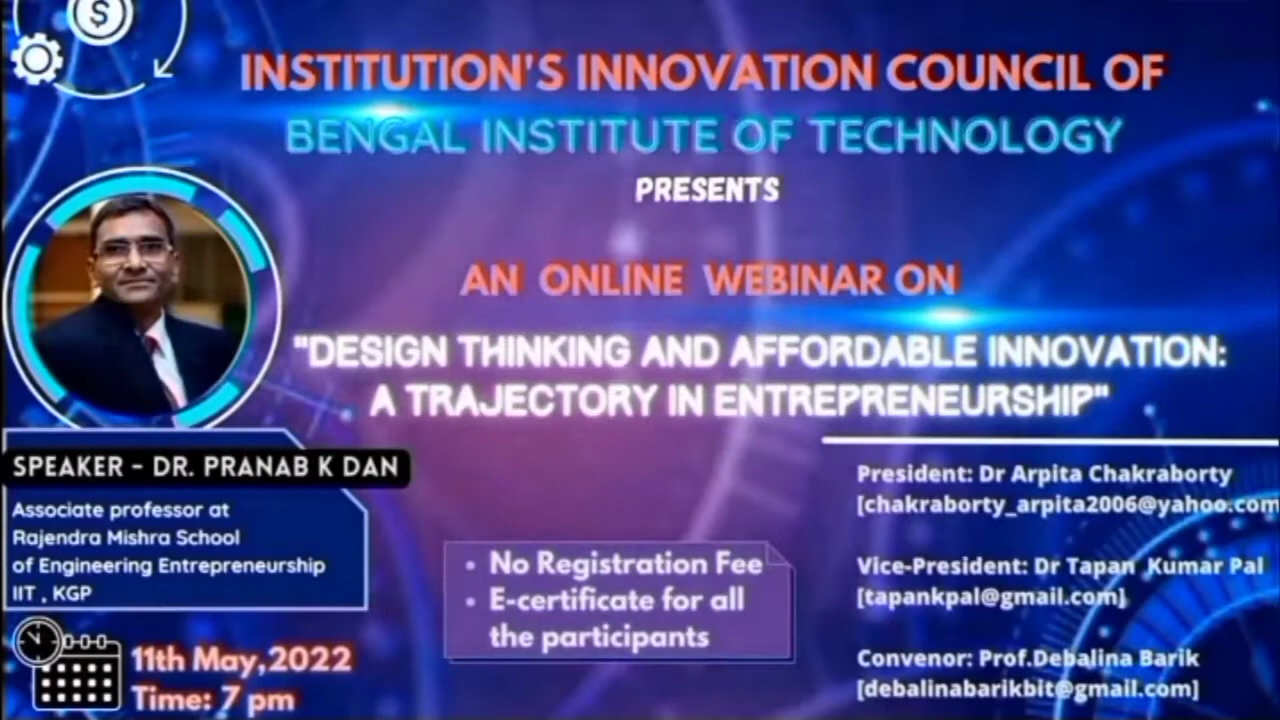 $
INSTITUTION'S INNOVATION COUNCIL OF
BENGAL INSTITUTE OF TECHNOLOGY
PRESENTS
AN ONLINE WEBINAR ON
"DESIGN THINKING AND AFFORDABLE INNOVATION:
A TRAJECTORY IN ENTREPRENEURSHIP"
SPEAKER - DR. PRANAB K DAN
Associate professor at
Rajendra Mishra School
of Engineering Entrepreneurship
IIT , KGP
11th May,2022
Time: 7 pm
• No Registration Fee
• E-certificate for all
the participants
President: Dr Arpita Chakraborty
[chakraborty_arpita2006@yahoo.com
Vice-President: Dr Tapan Kumar Pal
[tapankpal@gmail.com]
Convenor: Prof.Debalina Barik
[debalinabarikbit@gmail.com]